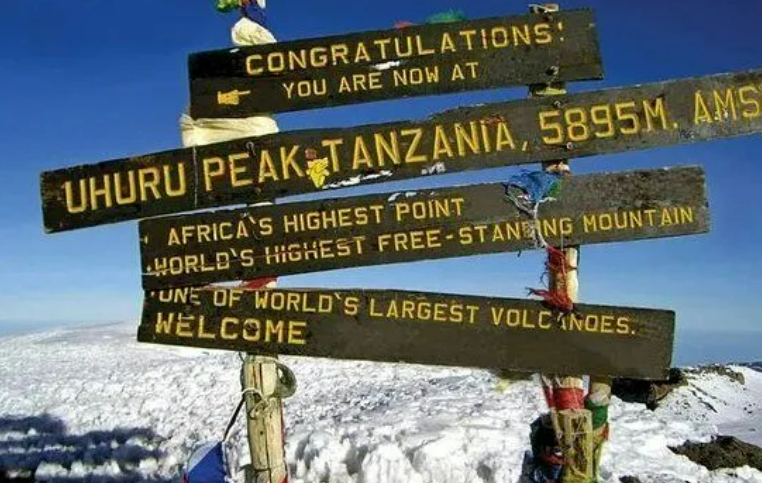 CONGRATULATIONS!
YOU ARE NOW AT
UHURU PEAK, TANZANIA, 5895M. AMS
AFRICA'S HIGHEST POINT
WORLD'S HIGHEST FREE-STANDING MOUNTAIN
ONE OF WORLD'S LARGEST VOLCANOES.
WELCOME